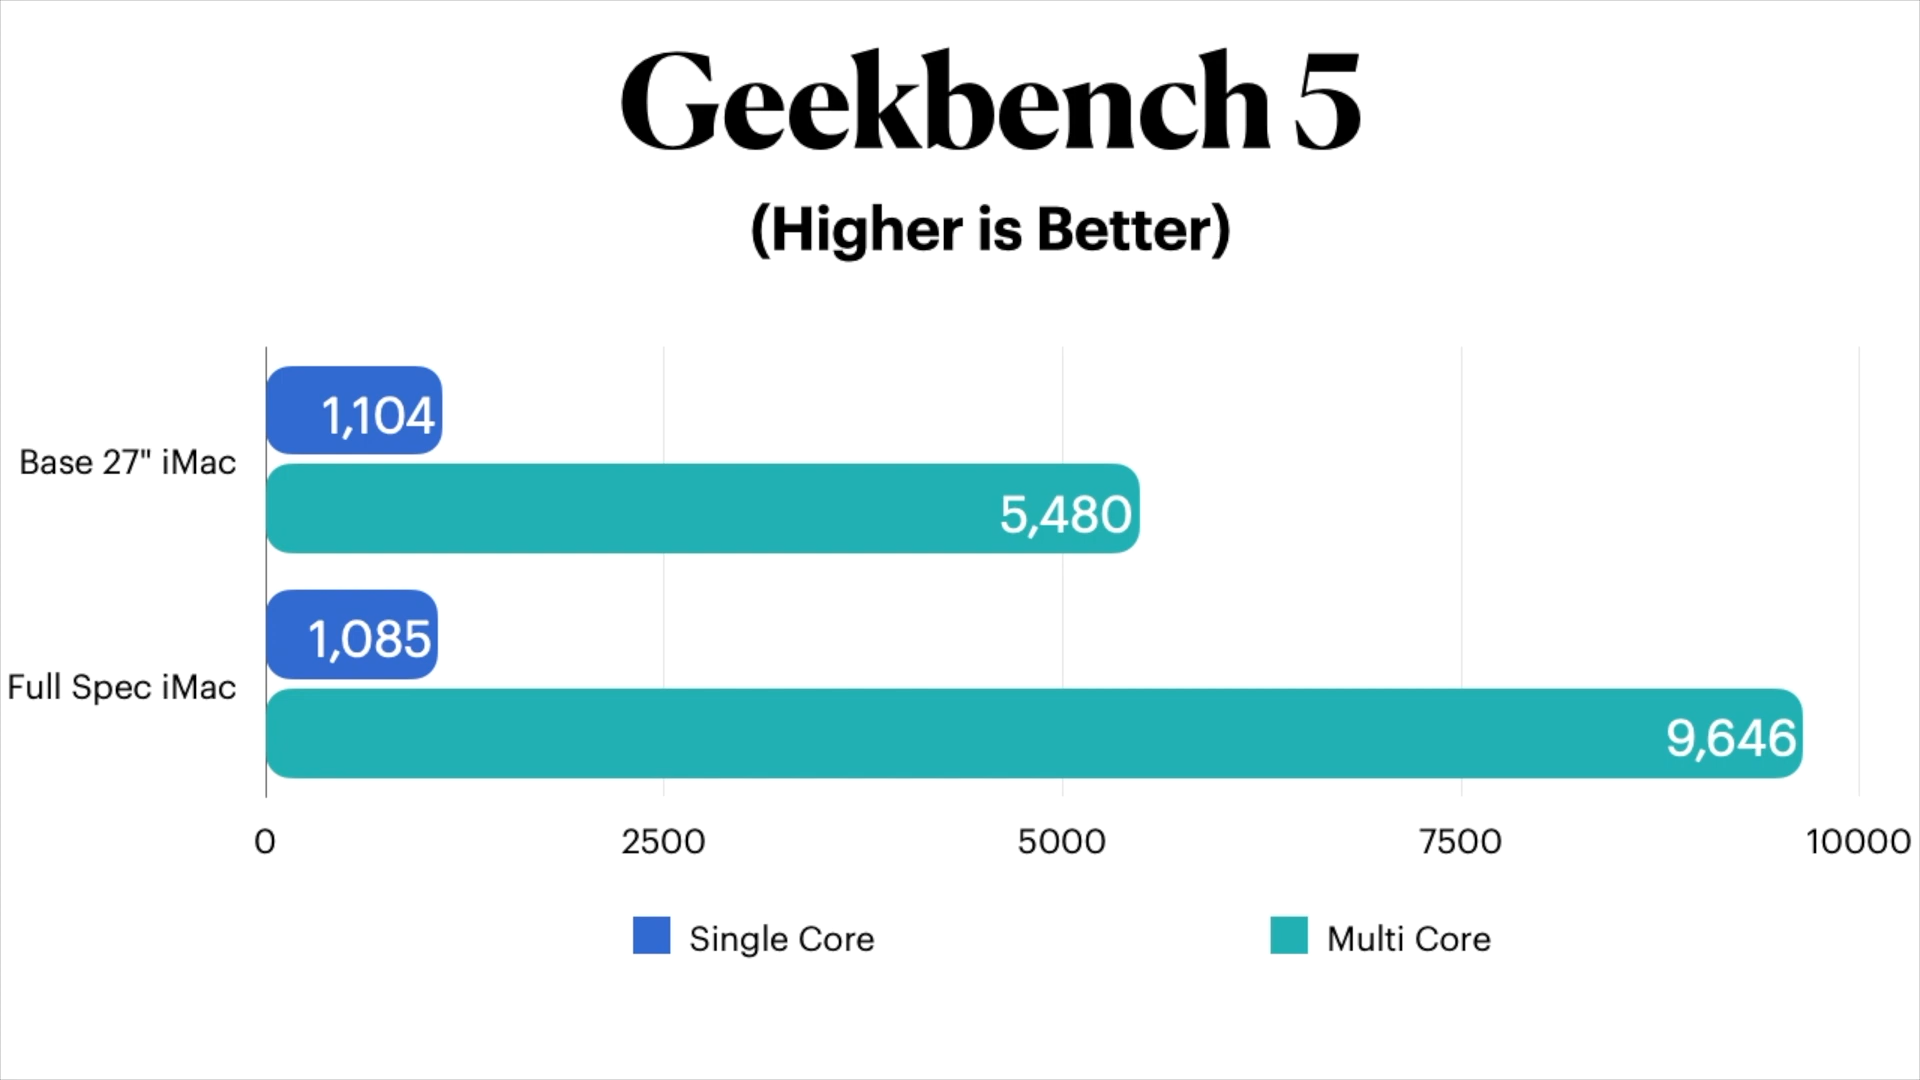 Geekbench 5
(Higher is Better)
Base 27" iMac
1,104
5,480
Full Spec iMac
1,085
9,646
0 2500 5000 7500 10000
Single Core Multi Core